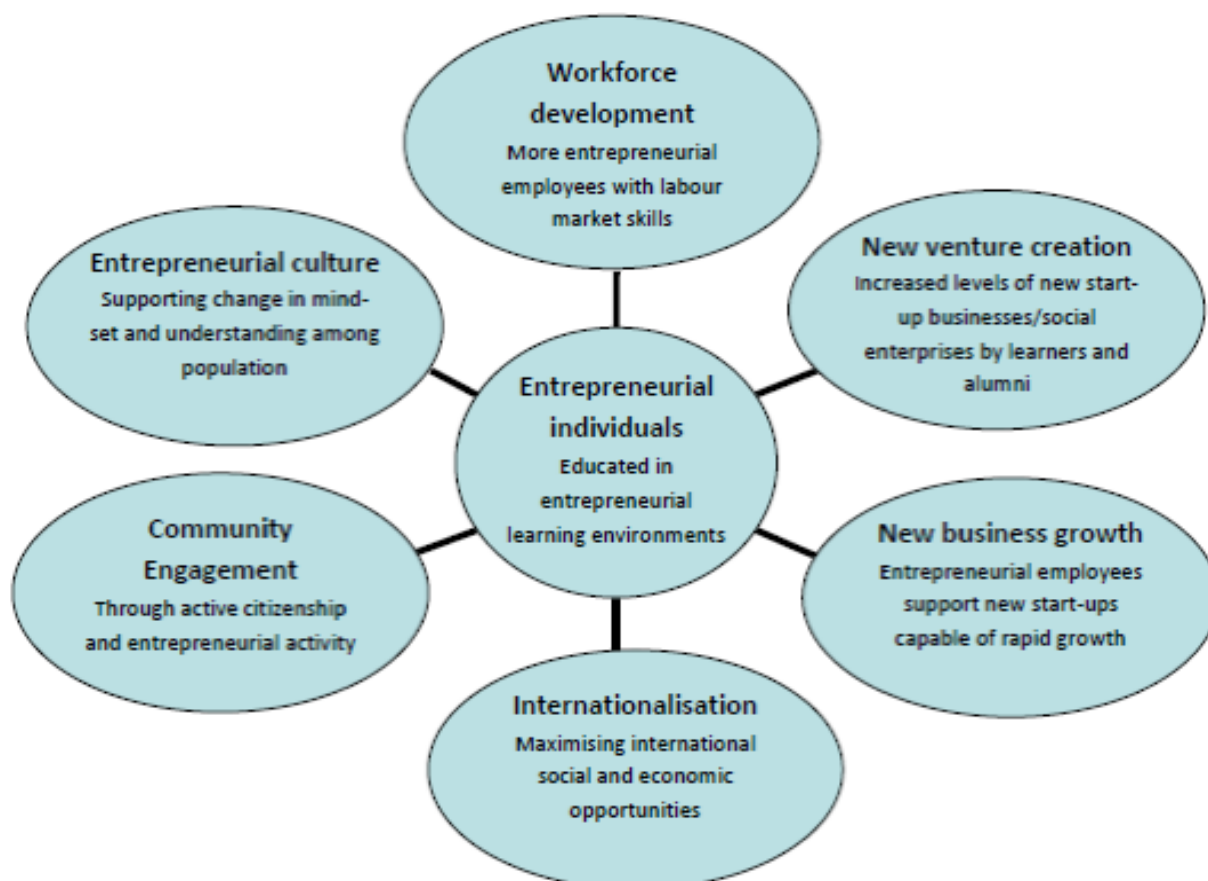 Workforce
development
More entrepreneurial
employees with labour
market skills
New venture creation
Increased levels of new start-
up businesses/social
enterprises by learners and
alumni
Entrepreneurial culture
Supporting change in mind-
set and understanding among
population
Entrepreneurial
individuals
Educated in
entrepreneurial
learning environments
Community
Engagement
Through active citizenship
and entrepreneurial activity
New business growth
Entrepreneurial employees
support new start-ups
capable of rapid growth
Internationalisation
Maximising international
social and economic
opportunities